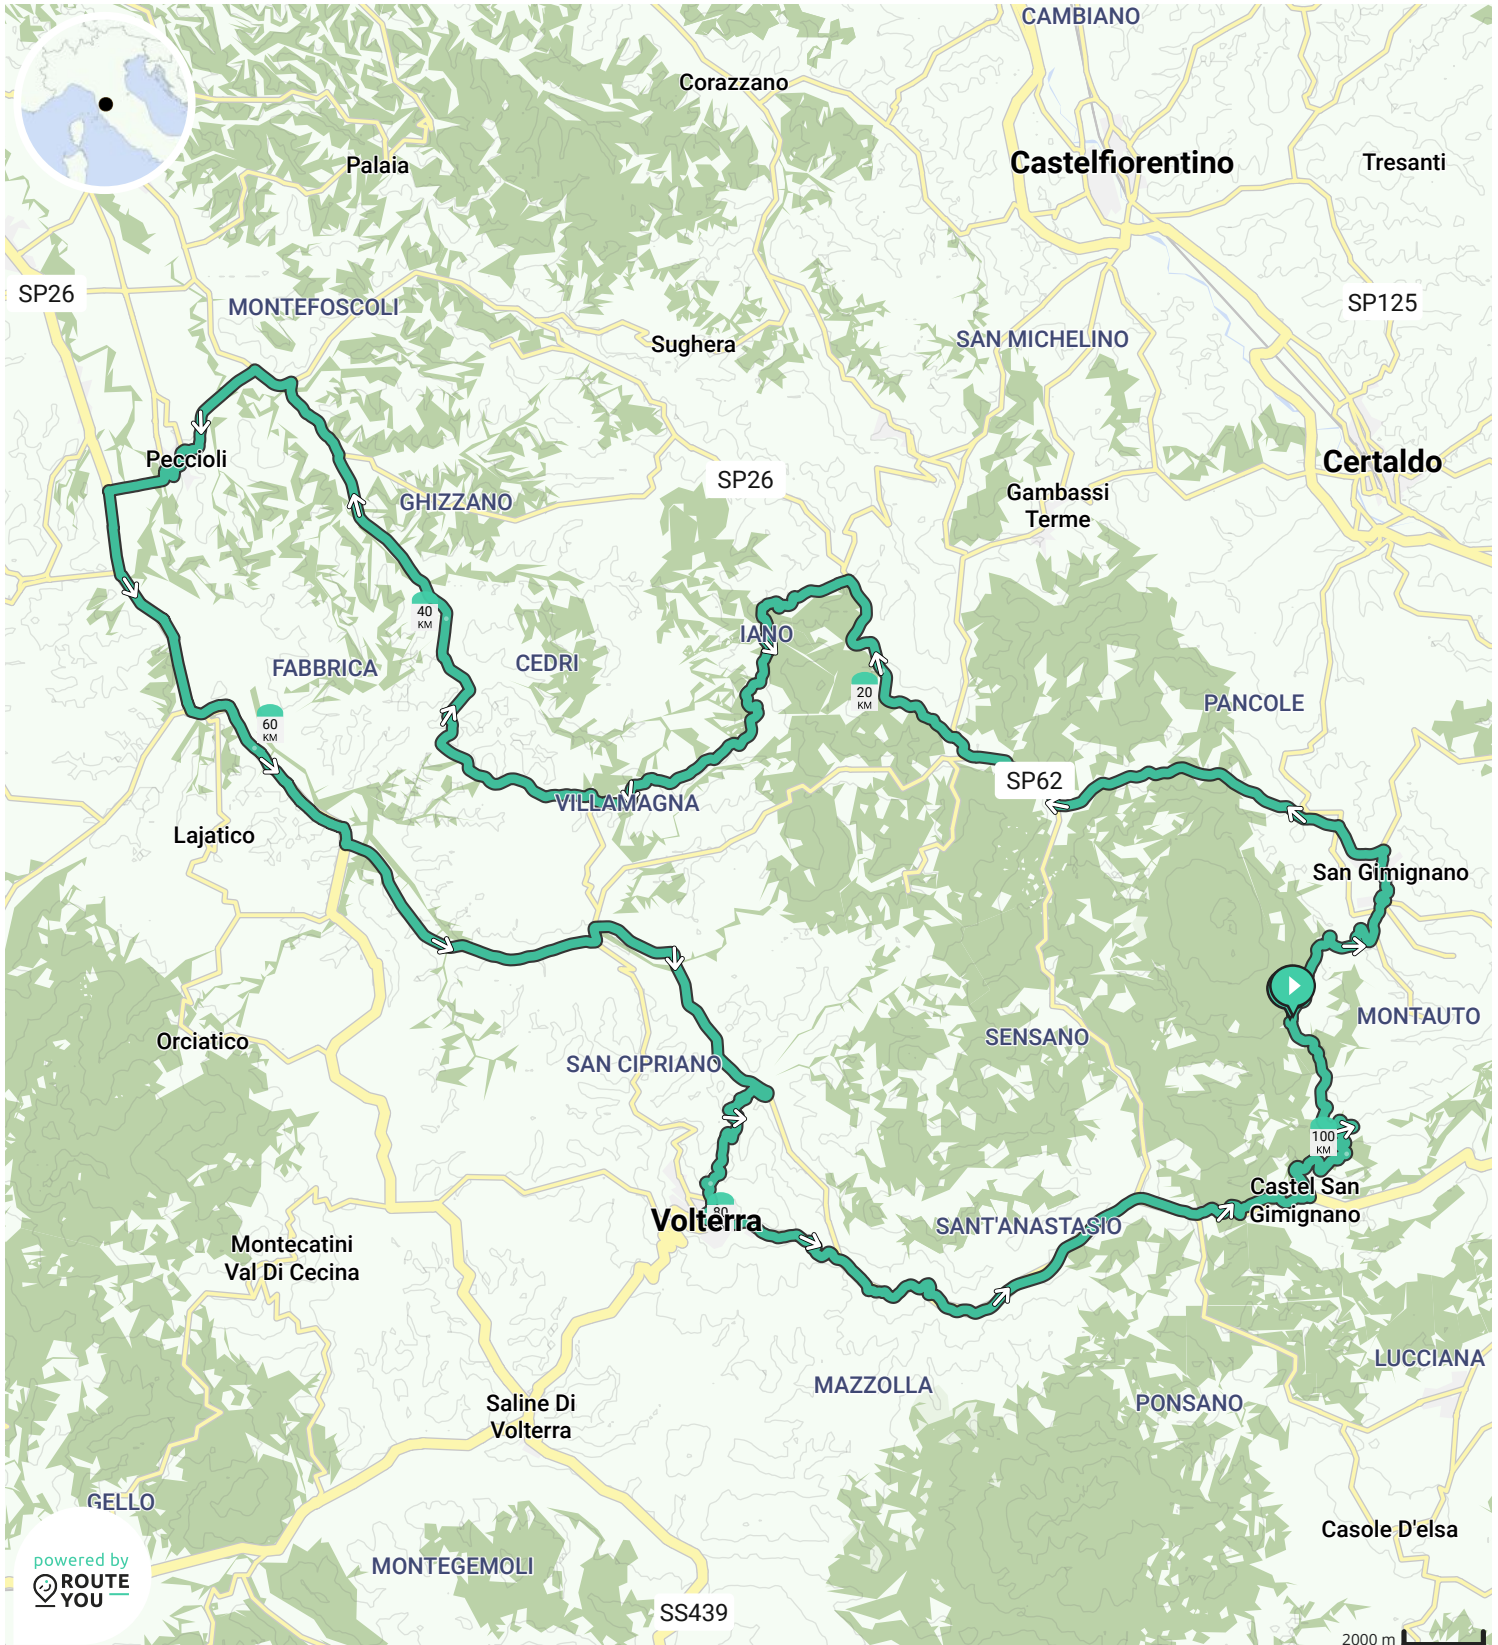 CAMBIANO
Corazzano
Castelfiorentino
Tresanti
Palaia
SP26
MONTEFOSCOLI
SP125
Sughera
SAN MICHELINO
Peccioli
Certaldo
SP26
GHIZZANO
Gambassi
Terme
40
KM
IANO
FABBRICA
CEDRI
20
KM
PANCOLE
60
KM
SP62
VILLAMAGNA
Lajatico
San Gimignano
MONTAUTO
Orciatico
SENSANO
SAN CIPRIANO
100
KM
Castel San
Gimignano
80
Volterra
SANT'ANASTASIO
Montecatini
Val Di Cecina
LUCCIANA
MAZZOLLA
Saline Di
Volterra
PONSANO
GELLO
Casole D'elsa
MONTEGEMOLI
powered by
ROUTE
YOU
SS439
2000 m